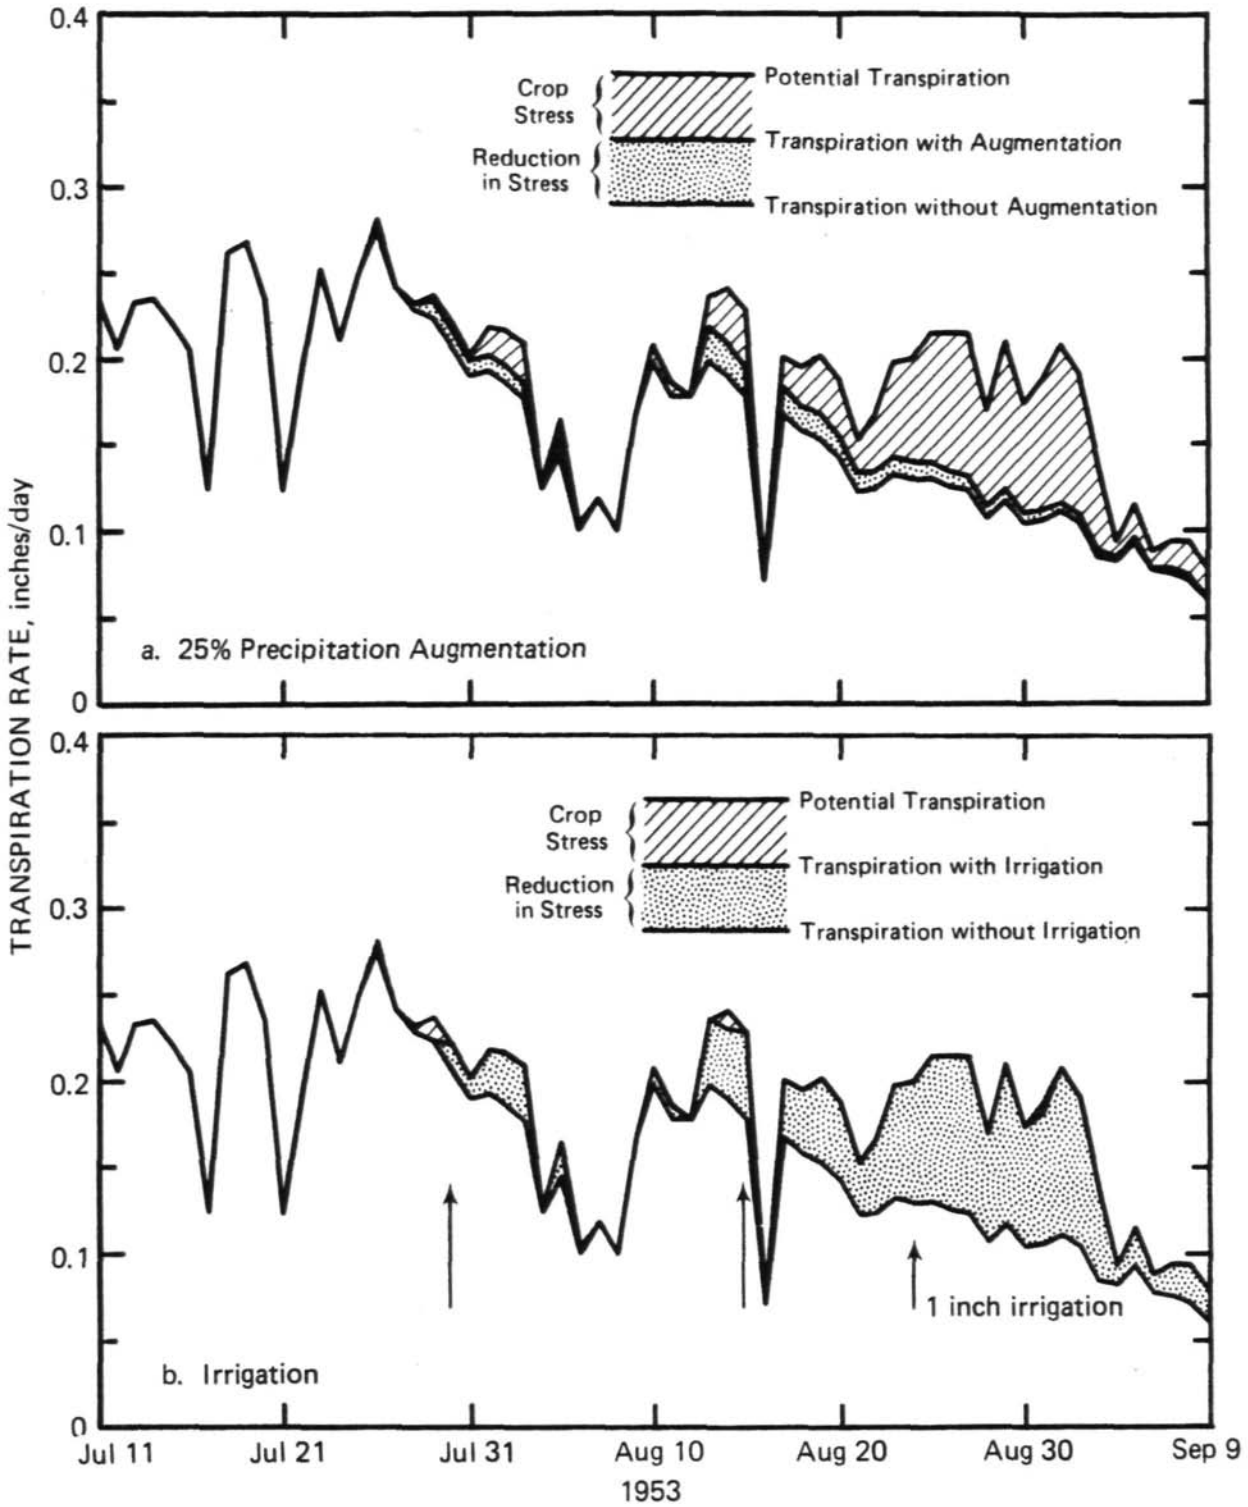 TRANSPIRATION RATE, inches/day
0.4
0.3
0.2
0.1
0
Crop
Stress
Reduction
in Stress
Potential Transpiration
Transpiration with Augmentation
Transpiration without Augmentation
a. 25% Precipitation Augmentation
0.4
0.3
0.2
0.1
0
Crop
Stress
Reduction
in Stress
Potential Transpiration
Transpiration with Irrigation
Transpiration without Irrigation
1 inch irrigation
b. Irrigation
Jul 11 Jul 21 Jul 31 Aug 10 Aug 20 Aug 30 Sep 9
1953